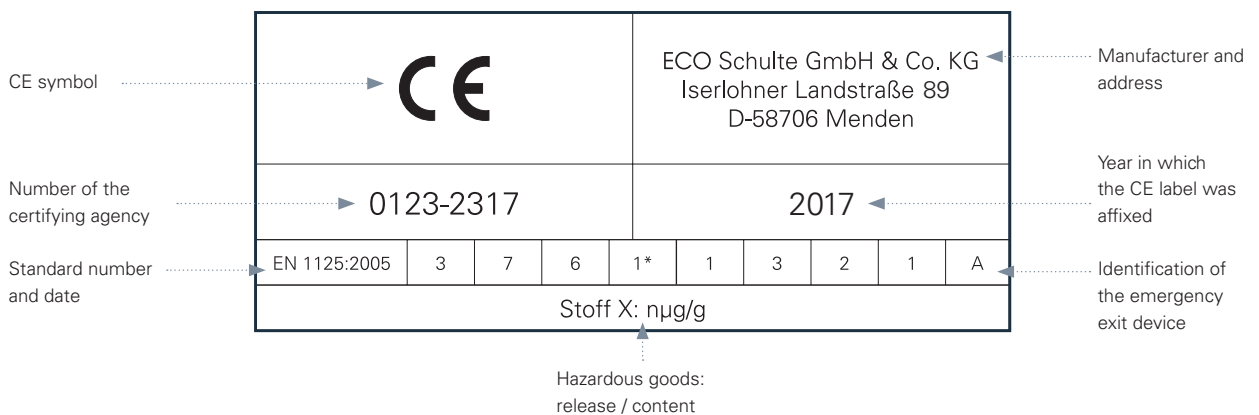 CE symbol
CE
ECO Schulte GmbH & Co. KG
Iserlohner Landstraße 89
D-58706 Menden
Manufacturer and
address
Number of the
certifying agency
0123-2317
2017
Year in which
the CE label was
affixed
Standard number
and date
EN 1125:2005 3 7 6 1* 1 3 2 1 A
Identification of
the emergency
exit device
Stoff X: nµg/g
Hazardous goods:
release / content